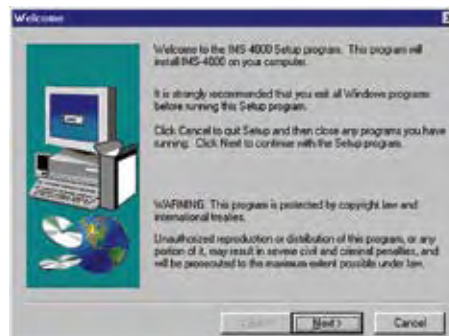 Welcome
Welcome to the IMS-4000 Setup program. This program will
install IMS-4000 on your computer.
It is strongly recommended that you exit all Windows programs
before running this Setup program.
Click Cancel to quit Setup and then close any programs you have
running. Click Next to continue with the Setup program.
WARNING: This program is protected by copyright law and
international treaties.
Unauthorized reproduction or distribution of this program, or any
portion of it, may result in severe civil and criminal penalties, and
will be prosecuted to the maximum extent possible under law.
Next >
Cancel